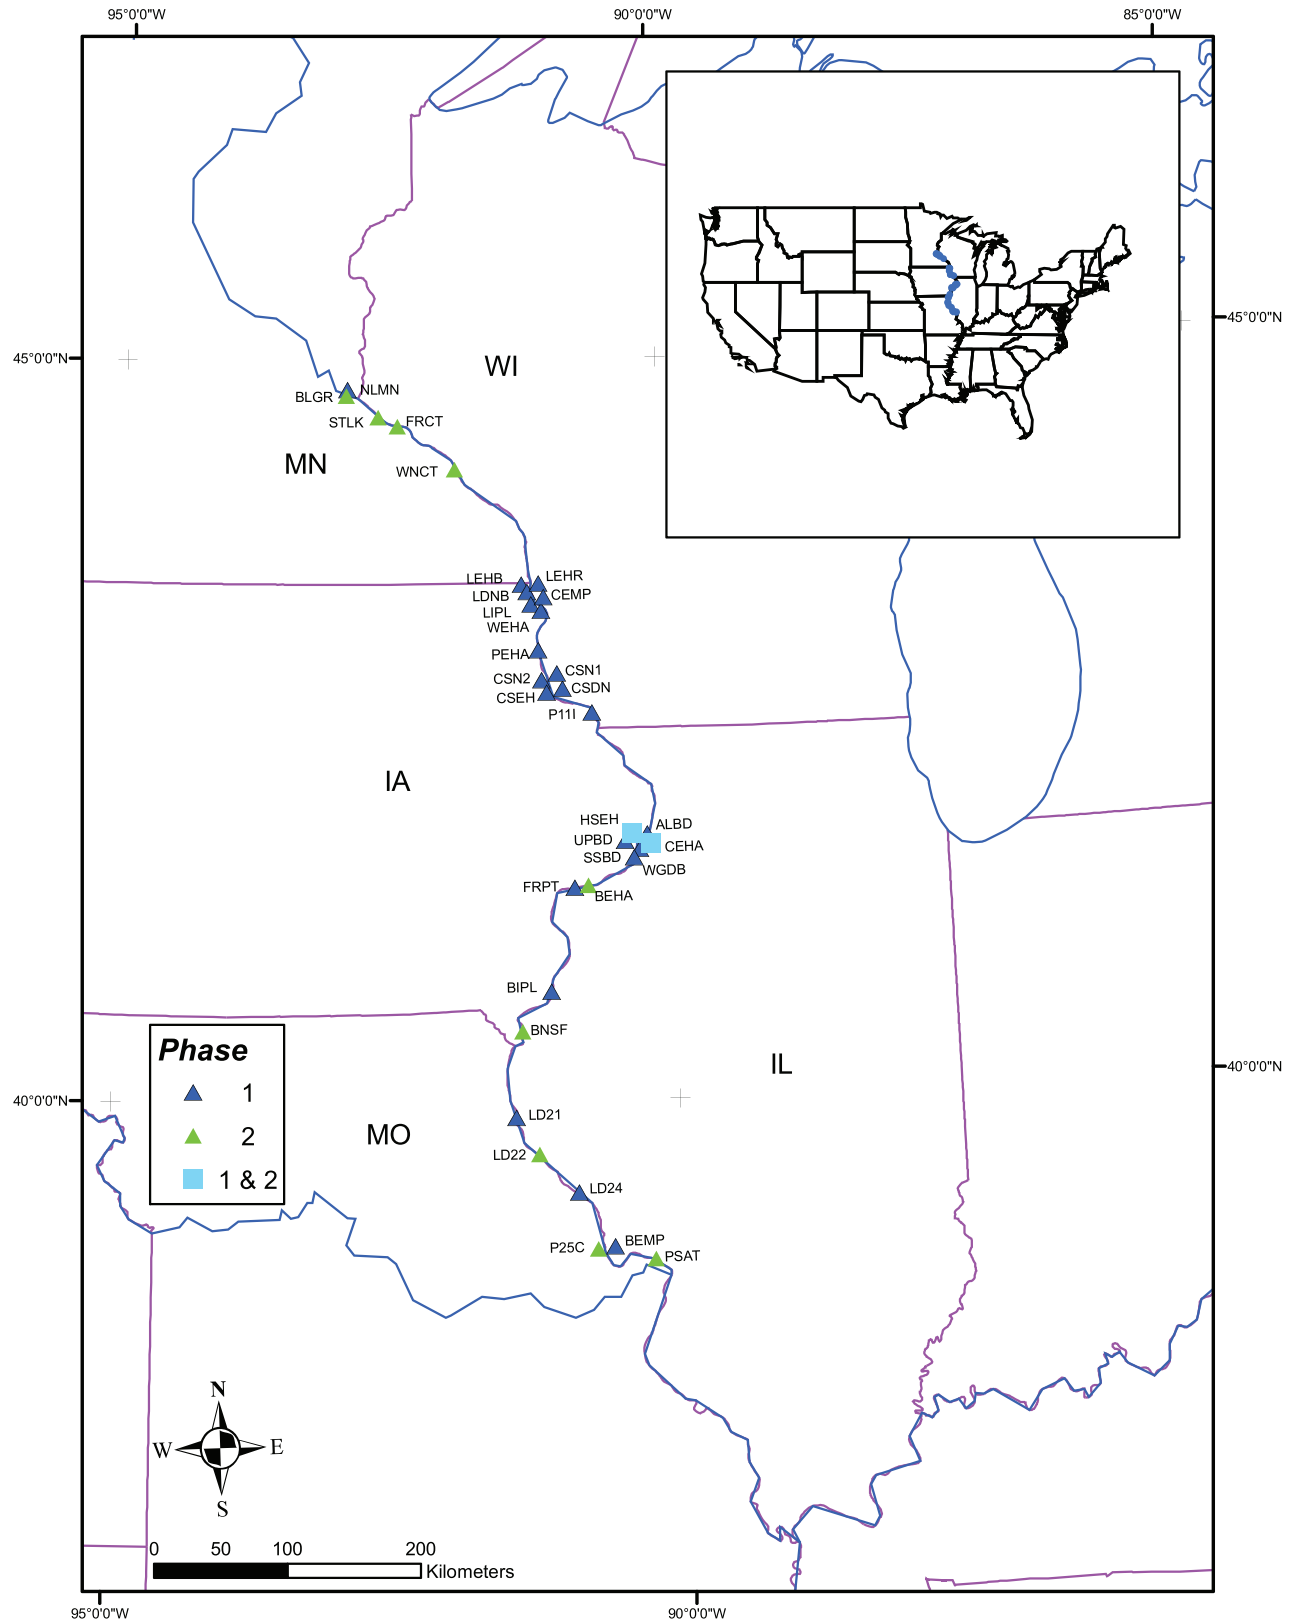 95°0'0"W 90°0'0"W 85°0'0"W
45°0'0"N
WI
45°0'0"N
NLMN
BLGR
STLK FRCT
MN
WNCT
LEHB LEHR
LDNB CEMP
LIPL
WEHA
PEHA
CSN1
CSN2 CSDN
CSEH
P11I
IA
HSEH ALBD
UPBD CEHA
SSBD
WGDB
FRPT BEHA
BIPL
BNSF
Phase
IL
40°0'0"N
1
40°0'0"N
LD21
2
MO
LD22
1 & 2
LD24
BEMP
P25C PSAT
N
W E
S
0 50 100 200
Kilometers
95°0'0"W 90°0'0"W